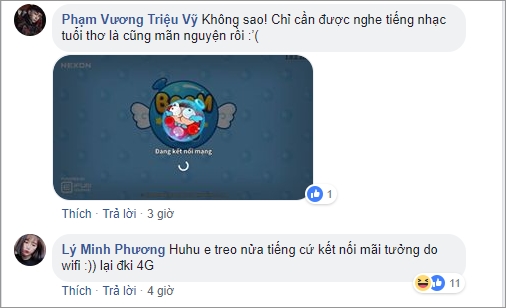 Phạm Vương Triệu Vỹ Không sao! Chỉ cần được nghe tiếng nhạc
tuổi thơ là cũng mãn nguyện rồi :'(
NEXON
BOOM
Đang kết nối mạng
1
Thích · Trả lời · 3 giờ
Lý Minh Phương Huhu e treo nửa tiếng cứ kết nối mãi tưởng do
wifi :)) lại đki 4G
11
Thích · Trả lời · 4 giờ